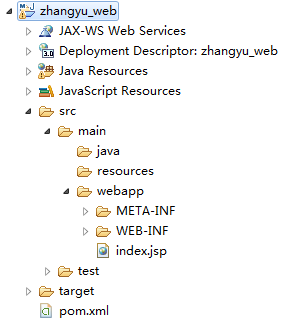 zhangyu_web
JAX-WS Web Services
Deployment Descriptor: zhangyu_web
Java Resources
JavaScript Resources
src
main
java
resources
webapp
META-INF
WEB-INF
index.jsp
test
target
pom.xml